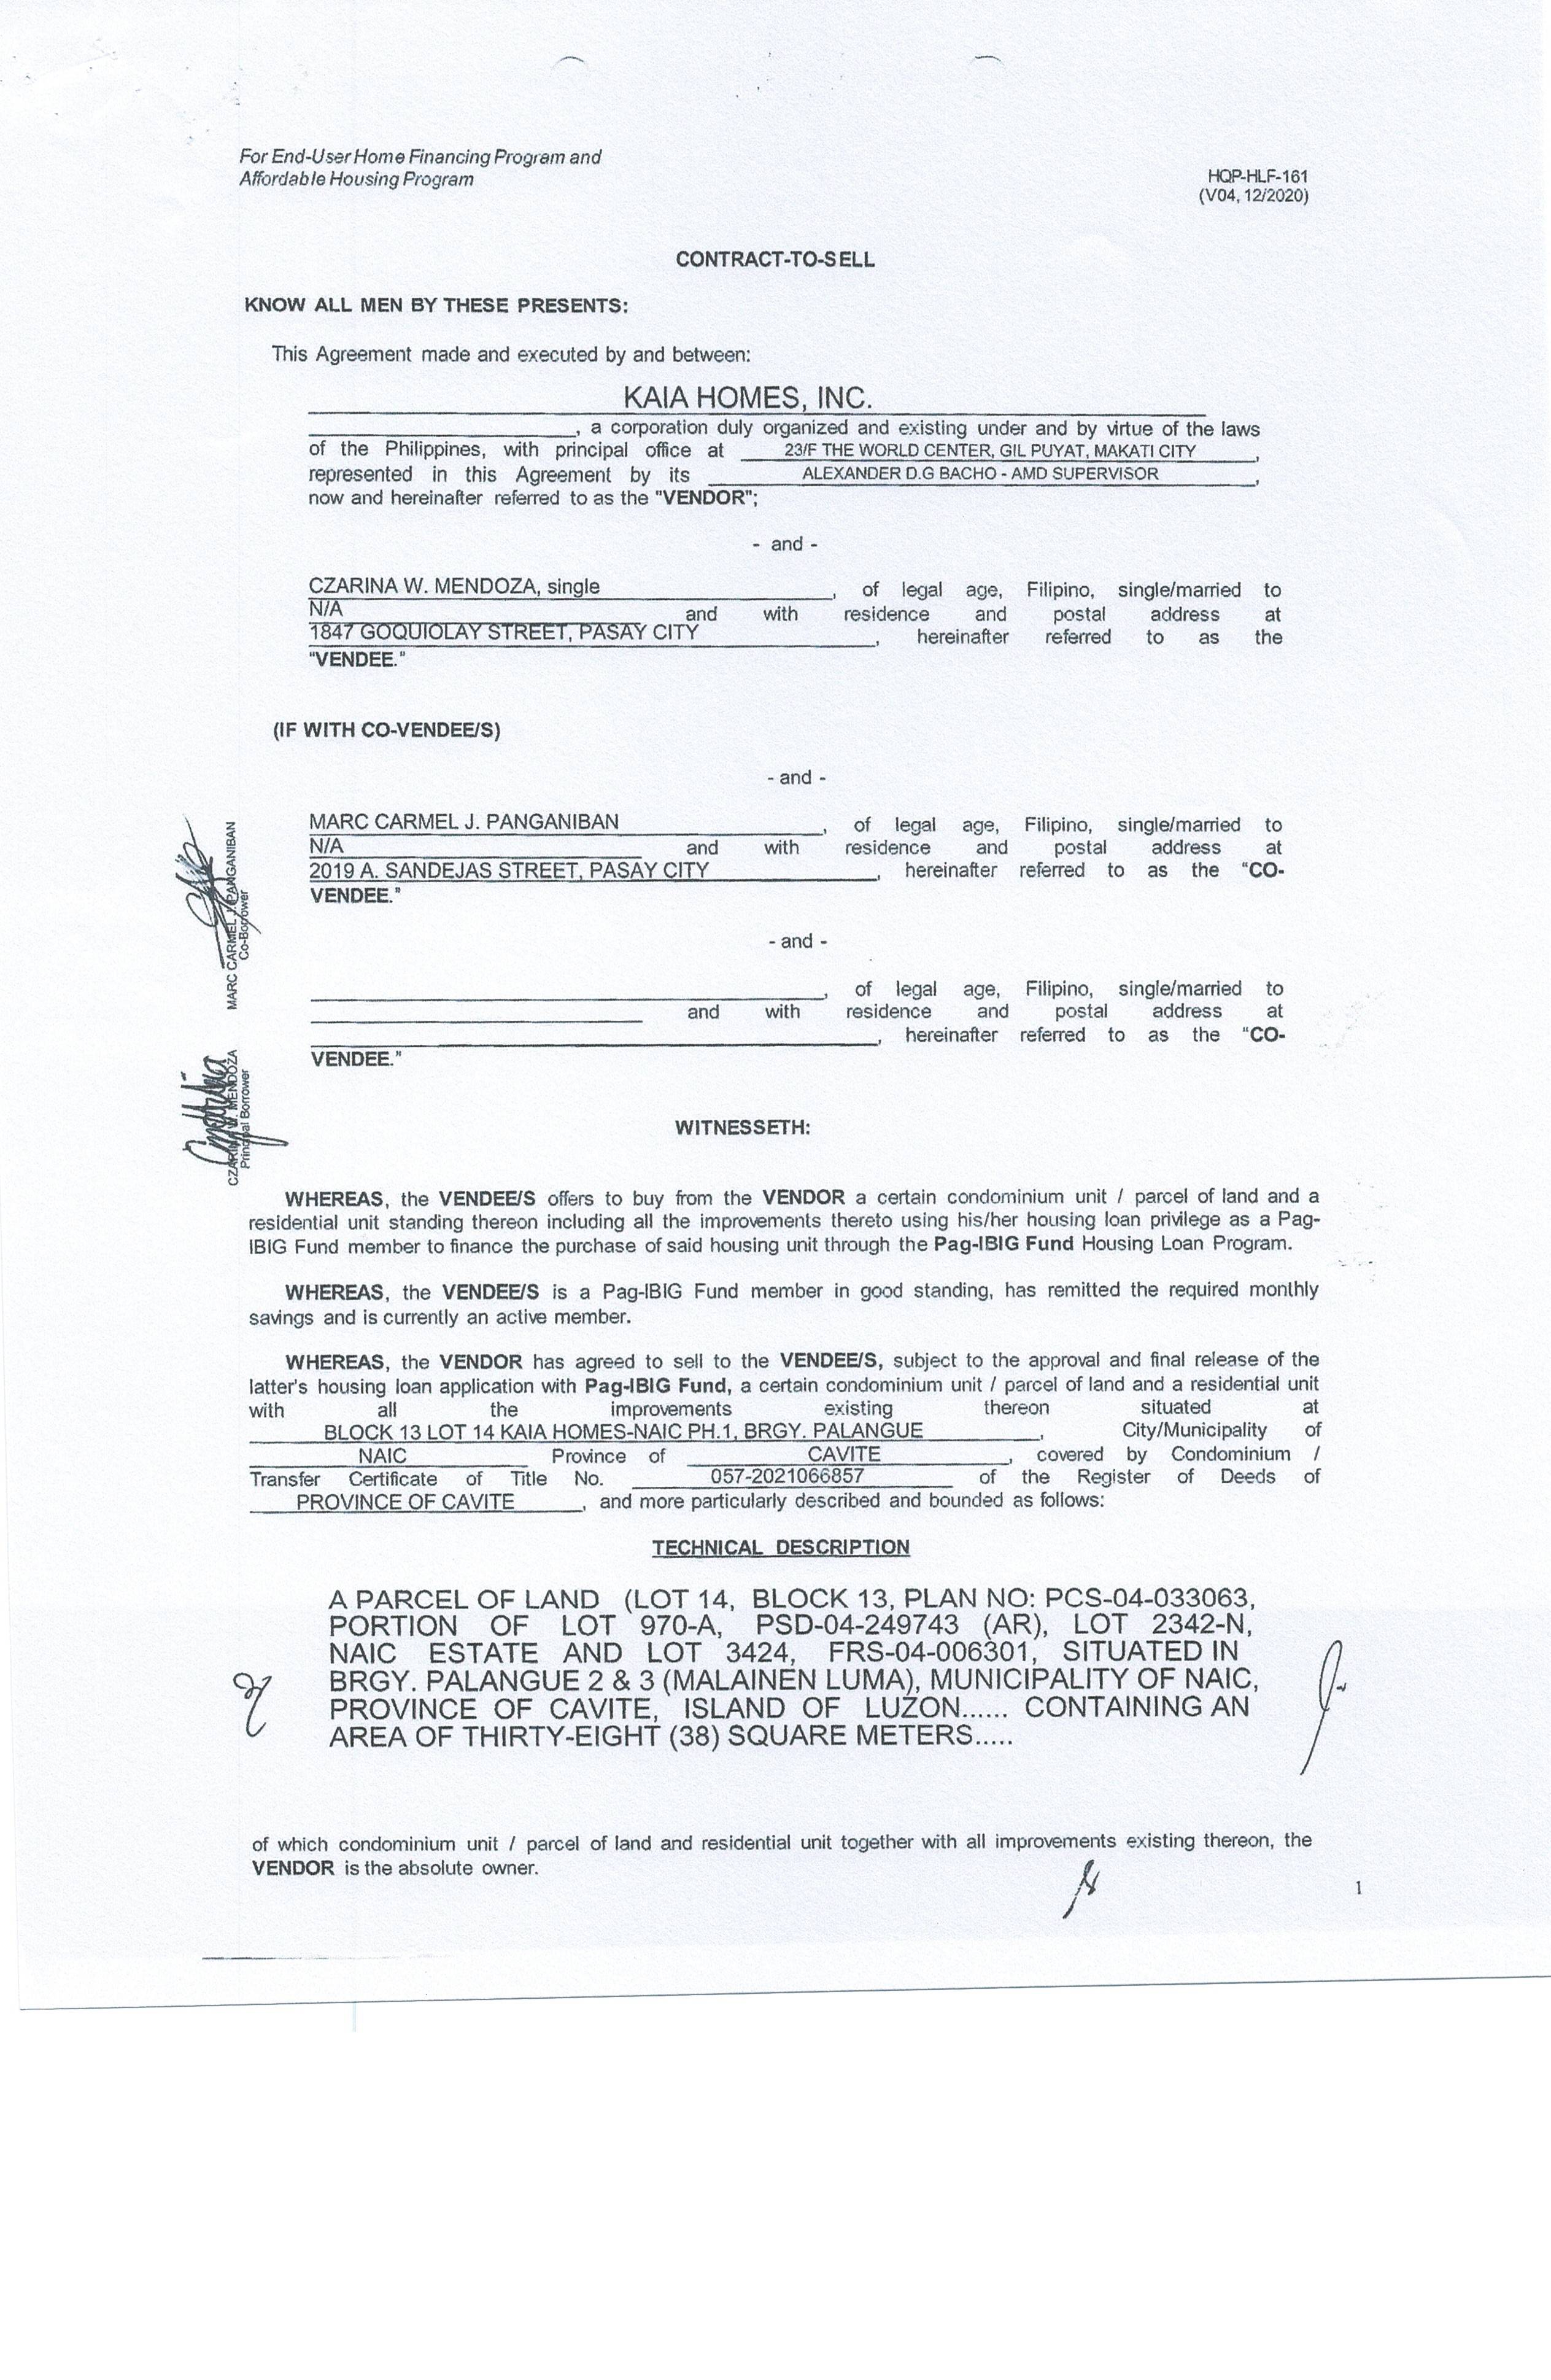 For End-User Home Financing Program and
Affordable Housing Program
HQP-HLF-161
(V04, 12/2020)
CONTRACT-TO-SELL
KNOW ALL MEN BY THESE PRESENTS:
This Agreement made and executed by and between:
KAIA HOMES, INC.
, a corporation duly organized and existing under and by virtue of the laws
of the Philippines, with principal office at 23/F THE WORLD CENTER, GIL PUYAT, MAKATI CITY ,
represented in this Agreement by its ALEXANDER D.G BACHO - AMD SUPERVISOR ,
now and hereinafter referred to as the "VENDOR";
- and -
CZARINA W. MENDOZA, single , of legal age, Filipino, single/married to
N/A and with residence and postal address at
1847 GOQUIOLAY STREET, PASAY CITY , hereinafter referred to as the
"VENDEE."
(IF WITH CO-VENDEE/S)
- and -
MARC CARMEL J. PANGANIBAN , of legal age, Filipino, single/married to
N/A and with residence and postal address at
2019 A. SANDEJAS STREET, PASAY CITY , hereinafter referred to as the "CO-
VENDEE."
- and -
, of legal age, Filipino, single/married to
and with residence and postal address at
, hereinafter referred to as the "CO-
VENDEE."
MARC CARMEL J. PANGANIBAN
Co-Borrower
CZARINA W. MENDOZA
Principal Borrower
WITNESSETH:
WHEREAS, the VENDEE/S offers to buy from the VENDOR a certain condominium unit / parcel of land and a
residential unit standing thereon including all the improvements thereto using his/her housing loan privilege as a Pag-
IBIG Fund member to finance the purchase of said housing unit through the Pag-IBIG Fund Housing Loan Program.
WHEREAS, the VENDEE/S is a Pag-IBIG Fund member in good standing, has remitted the required monthly
savings and is currently an active member.
WHEREAS, the VENDOR has agreed to sell to the VENDEE/S, subject to the approval and final release of the
latter's housing loan application with Pag-IBIG Fund, a certain condominium unit / parcel of land and a residential unit
with all the improvements existing thereon situated at
BLOCK 13 LOT 14 KAIA HOMES-NAIC PH.1, BRGY. PALANGUE , City/Municipality of
NAIC Province of CAVITE , covered by Condominium /
Transfer Certificate of Title No. 057-2021066857 of the Register of Deeds of
PROVINCE OF CAVITE , and more particularly described and bounded as follows:
TECHNICAL DESCRIPTION
A PARCEL OF LAND (LOT 14, BLOCK 13, PLAN NO: PCS-04-033063,
PORTION OF LOT 970-A, PSD-04-249743 (AR), LOT 2342-N,
NAIC ESTATE AND LOT 3424, FRS-04-006301, SITUATED IN
BRGY. PALANGUE 2 & 3 (MALAINEN LUMA), MUNICIPALITY OF NAIC,
PROVINCE OF CAVITE, ISLAND OF LUZON...... CONTAINING AN
AREA OF THIRTY-EIGHT (38) SQUARE METERS.....
of which condominium unit / parcel of land and residential unit together with all improvements existing thereon, the
VENDOR is the absolute owner.
1